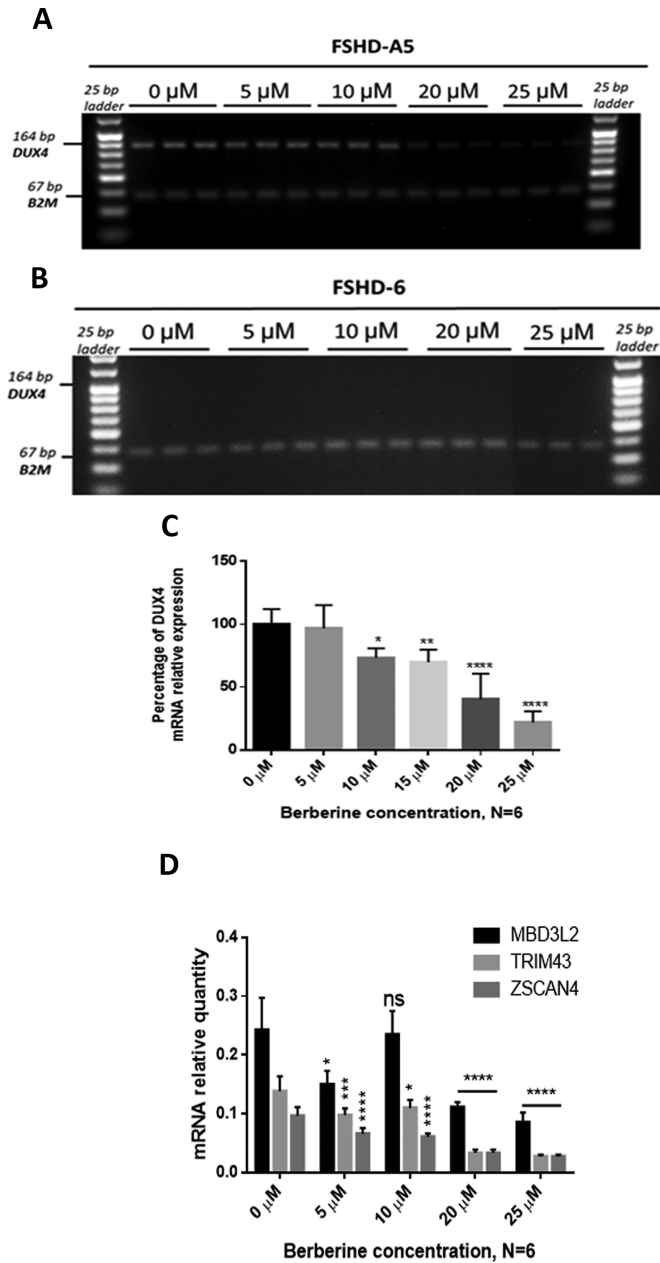 A
FSHD-A5
25 bp ladder 0 µM 5 µM 10 µM 20 µM 25 µM 25 bp ladder
164 bp
DUX4
67 bp
B2M
B
FSHD-6
25 bp ladder 0 µM 5 µM 10 µM 20 µM 25 µM 25 bp ladder
164 bp
DUX4
67 bp
B2M
C
Percentage of DUX4
mRNA relative expression
150
100
50
0
* ** **** ****
0 µM 5 µM 10 µM 15 µM 20 µM 25 µM
Berberine concentration, N=6
D
mRNA relative quantity
MBD3L2
TRIM43
ZSCAN4
0.4
0.3
0.2
0.1
0.0
* *** **** ns * **** **** ****
0 µM 5 µM 10 µM 20 µM 25 µM
Berberine concentration, N=6